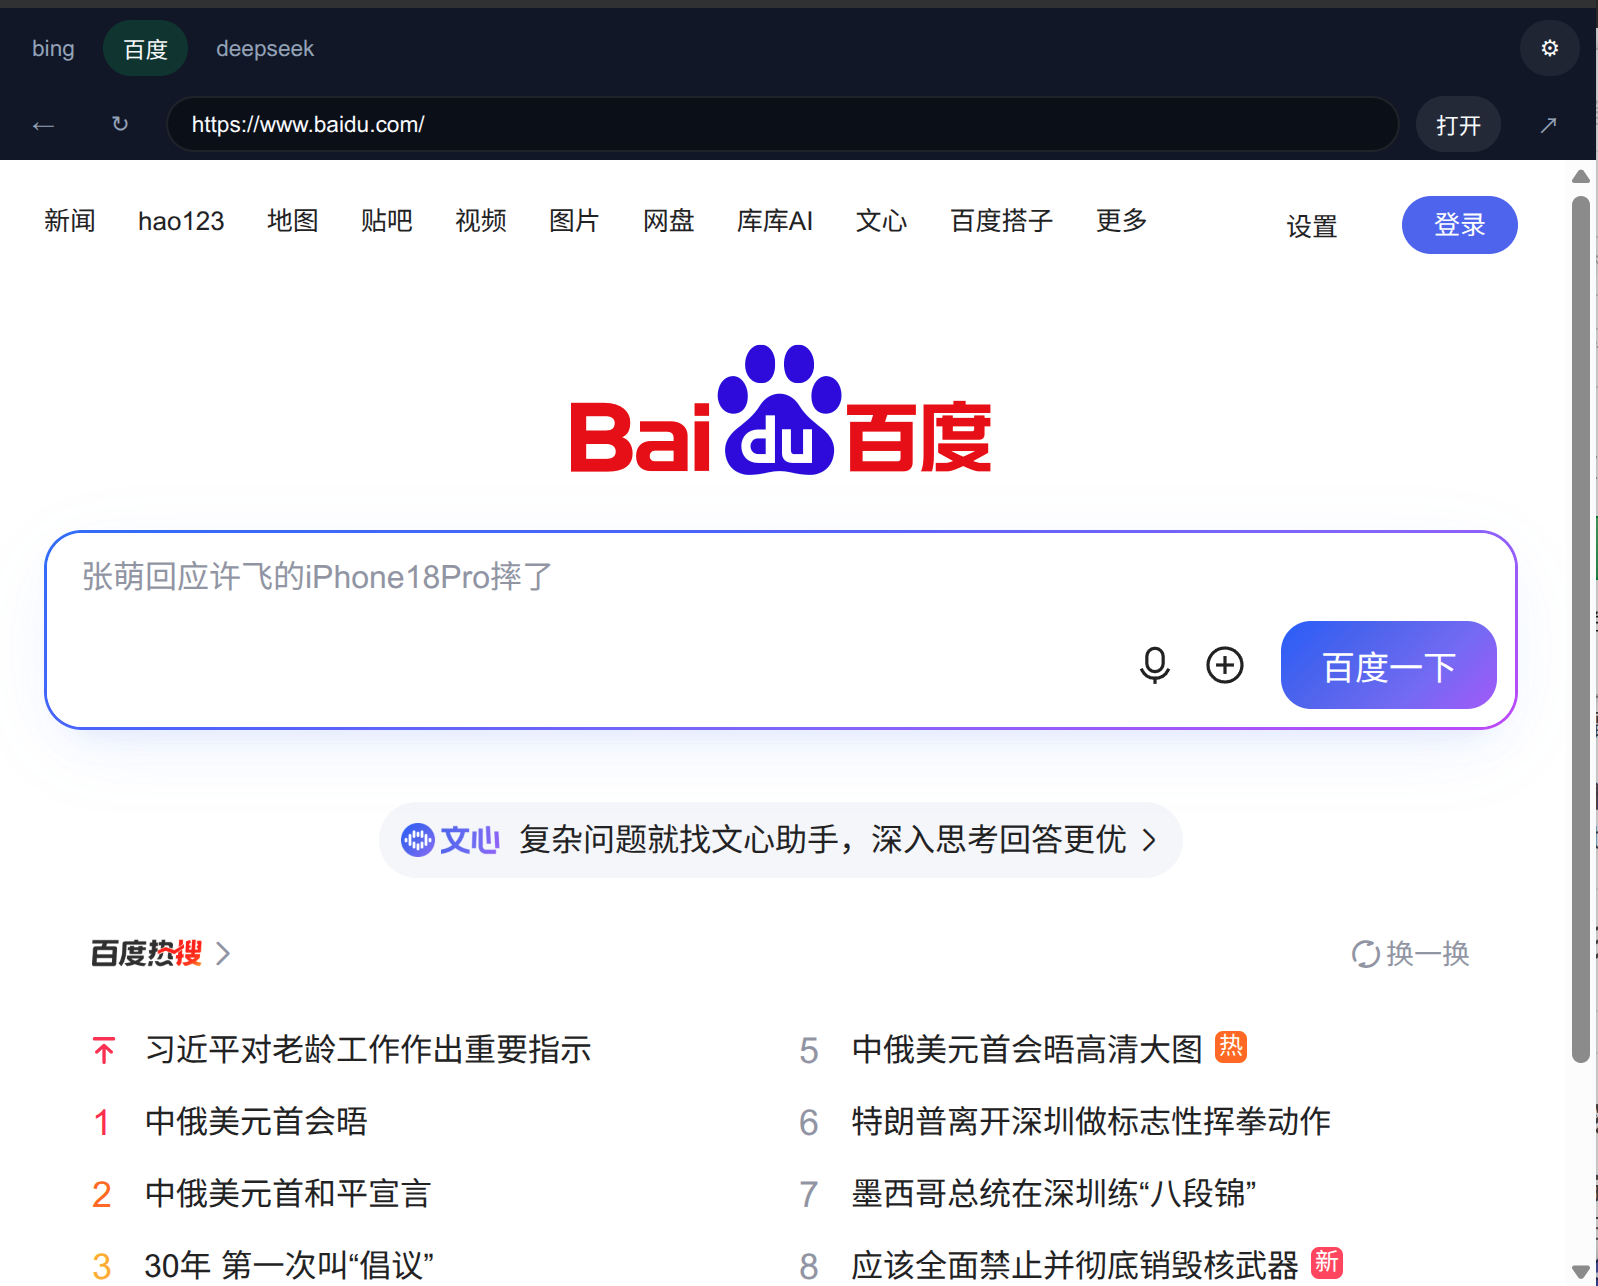 bing 百度 deepseek ⚙
← ↻ https://www.baidu.com/ 打开 ↗
新闻 hao123 地图 贴吧 视频 图片 网盘 库库AI 文心 百度搭子 更多 设置 登录
Bai du 百度
张萌回应许飞的iPhone18Pro摔了
百度一下
文心 复杂问题就找文心助手，深入思考回答更优 >
百度热搜 > 换一换
习近平对老龄工作作出重要指示
1 中俄美元首会晤
2 中俄美元首和平宣言
3 30年 第一次叫“倡议”
5 中俄美元首会晤高清大图 热
6 特朗普离开深圳做标志性挥拳动作
7 墨西哥总统在深圳练“八段锦”
8 应该全面禁止并彻底销毁核武器 新